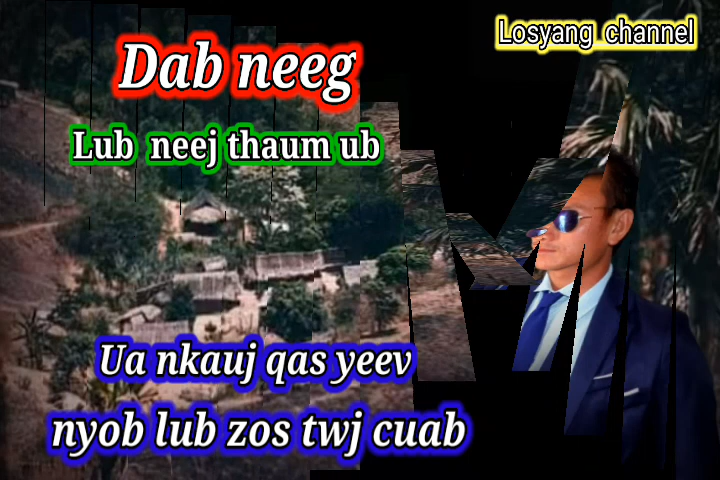 Losyang channel
Dab neeg
Lub neej thaum ub
Ua nkauj qas yeev
nyob lub zos twj cuab